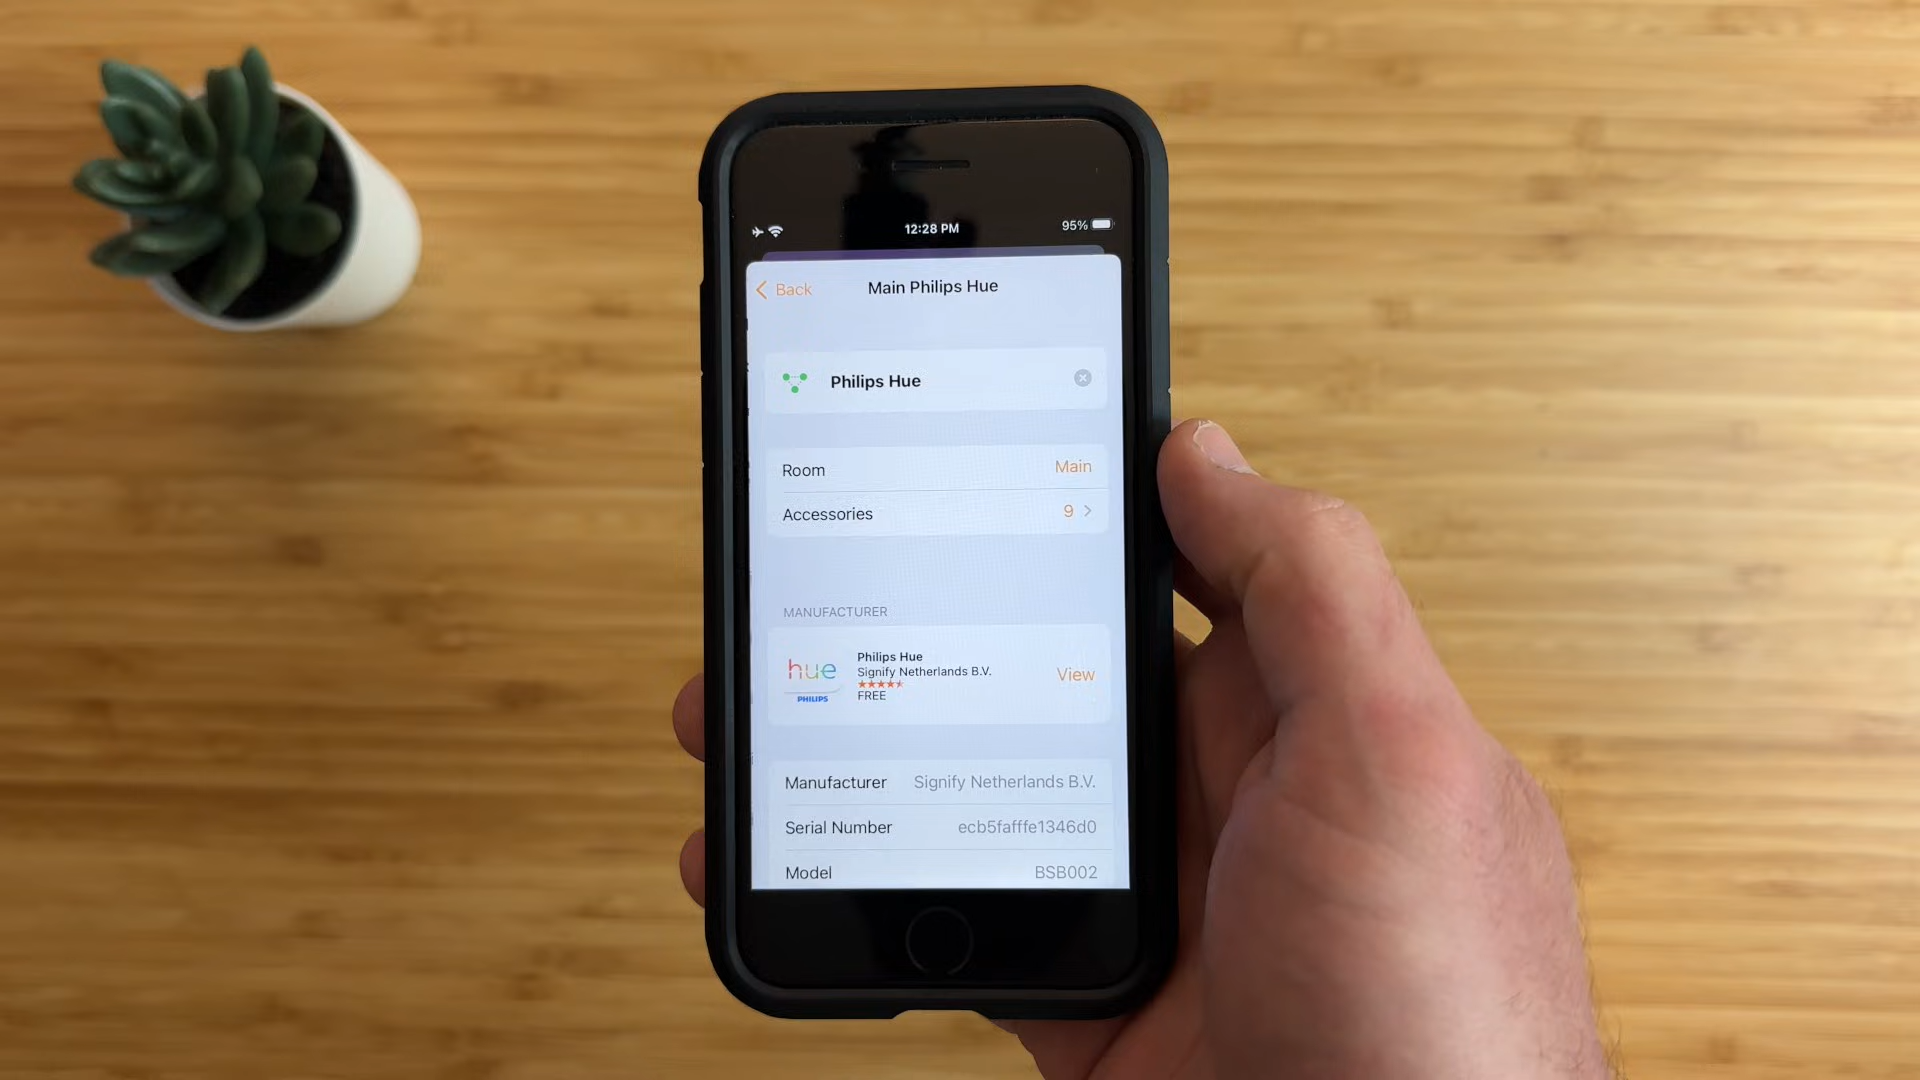 12:28 PM 95%
Back Main Philips Hue
Philips Hue
Room Main
Accessories 9
MANUFACTURER
hue
PHILIPS
Philips Hue
Signify Netherlands B.V.
FREE
View
Manufacturer Signify Netherlands B.V.
Serial Number ecb5fafffe1346d0
Model BSB002